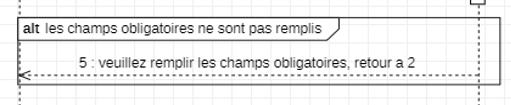 alt les champs obligatoires ne sont pas remplis
5 : veuillez remplir les champs obligatoires, retour a 2